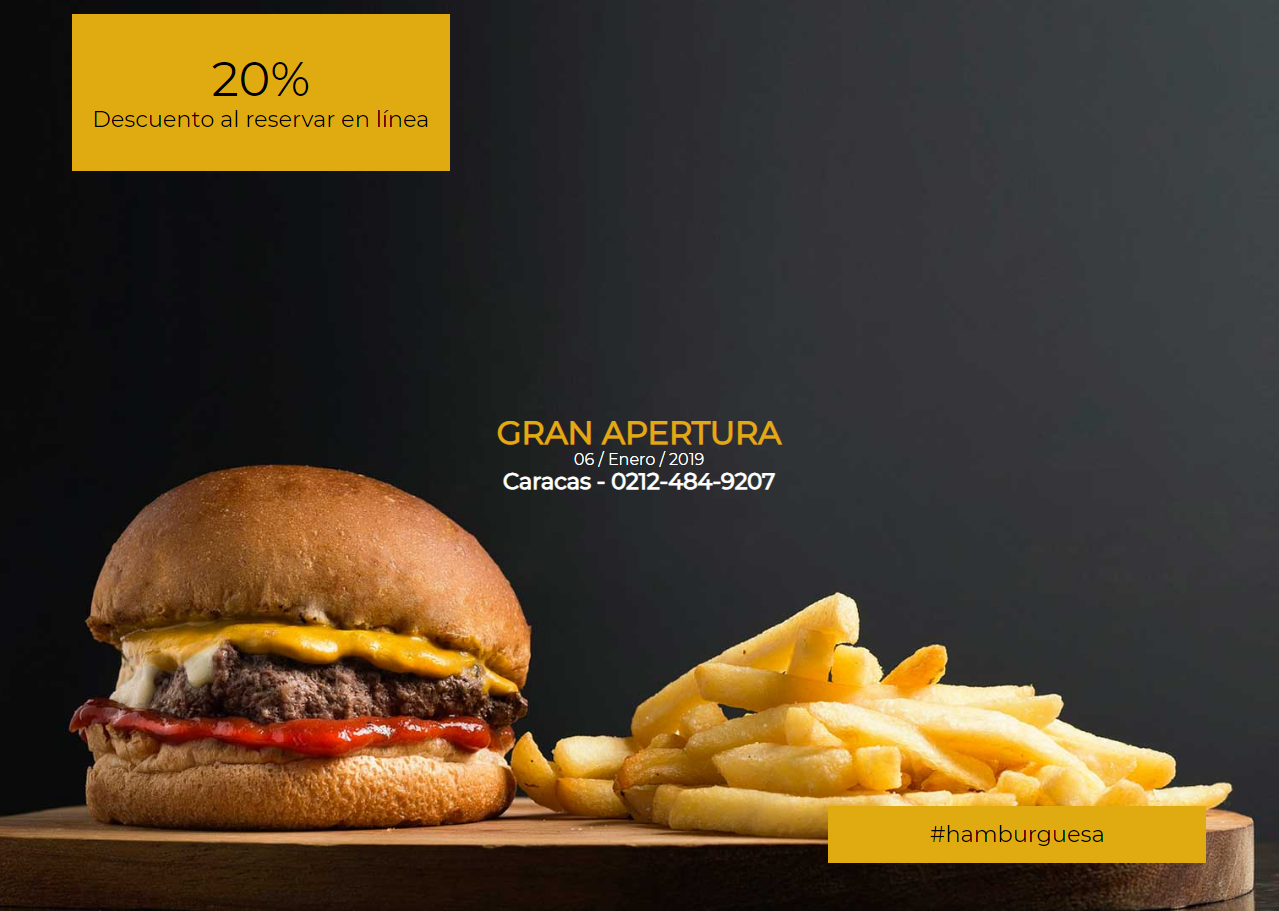 20%
Descuento al reservar en línea
GRAN APERTURA
06 / Enero / 2019
Caracas - 0212-484-9207
#hamburguesa